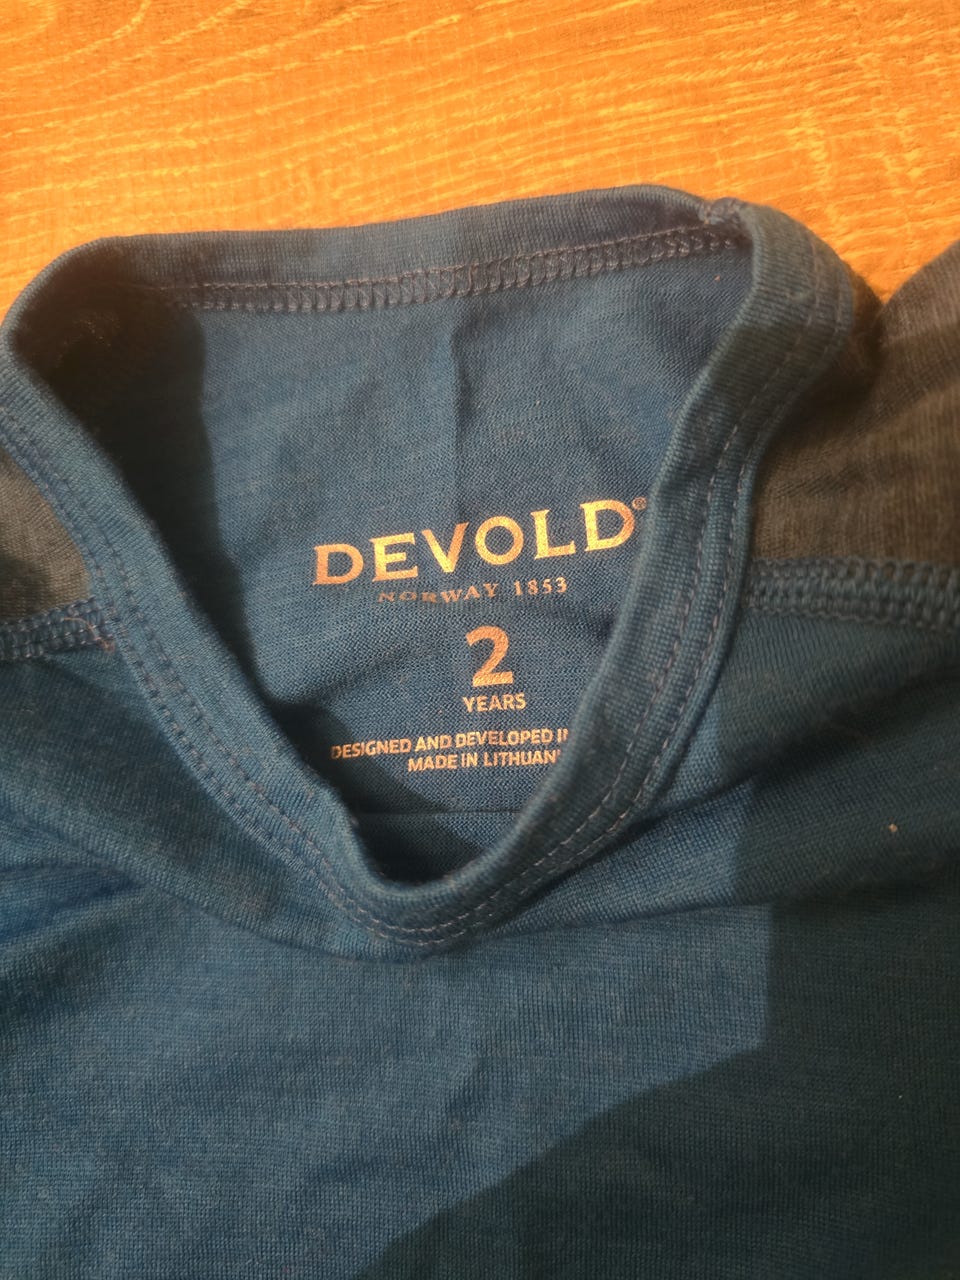 DEVOLD®
NORWAY 1853
2
YEARS
DESIGNED AND DEVELOPED
MADE IN